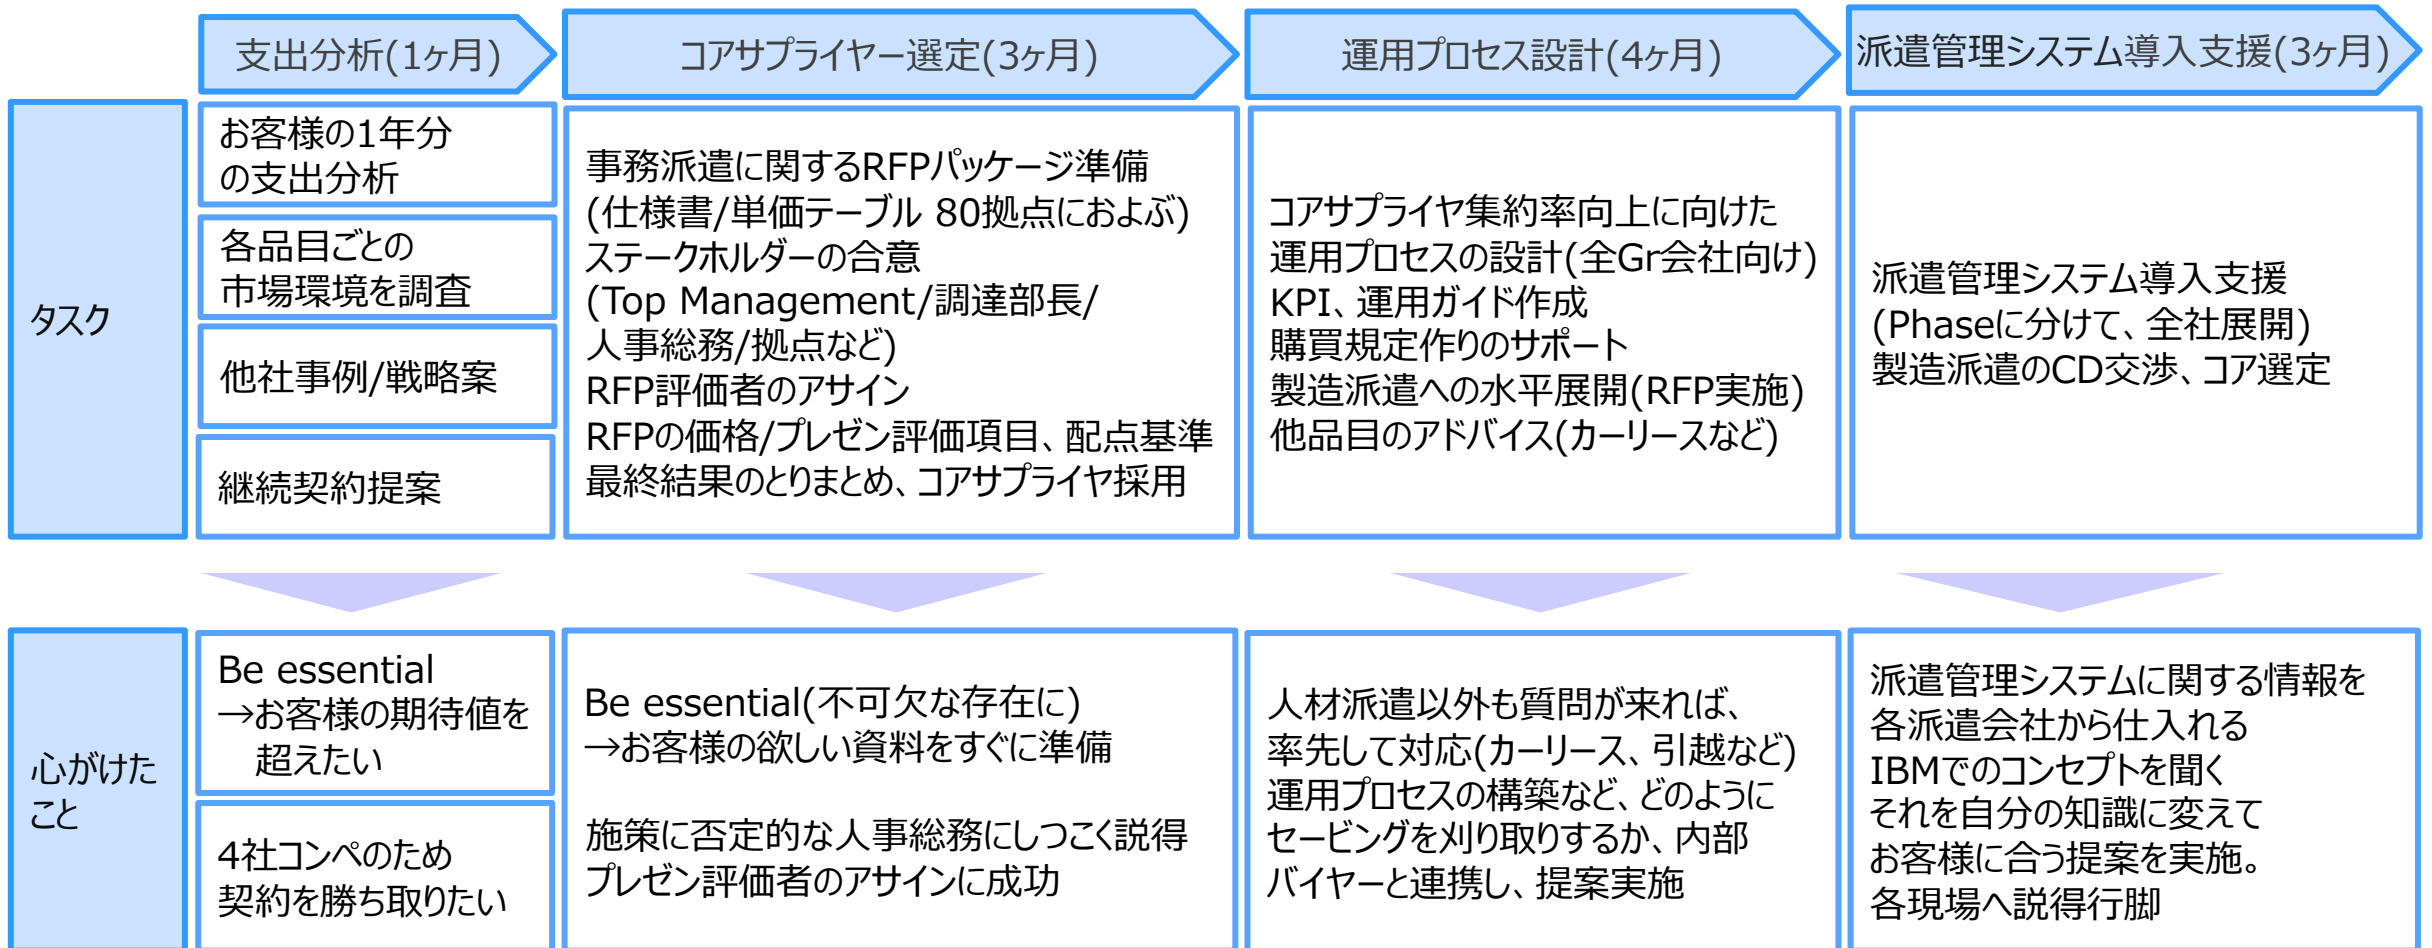 支出分析(1ヶ月)
コアサプライヤー選定(3ヶ月)
運用プロセス設計(4ヶ月)
派遣管理システム導入支援(3ヶ月)
タスク
お客様の1年分
の支出分析
各品目ごとの
市場環境を調査
他社事例/戦略案
継続契約提案
事務派遣に関するRFPパッケージ準備
(仕様書/単価テーブル 80拠点におよぶ)
ステークホルダーの合意
(Top Management/調達部長/
人事総務/拠点など)
RFP評価者のアサイン
RFPの価格/プレゼン評価項目、配点基準
最終結果のとりまとめ、コアサプライヤ採用
コアサプライヤ集約率向上に向けた
運用プロセスの設計(全Gr会社向け)
KPI、運用ガイド作成
購買規定作りのサポート
製造派遣への水平展開(RFP実施)
他品目のアドバイス(カーリースなど)
派遣管理システム導入支援
(Phaseに分けて、全社展開)
製造派遣のCD交渉、コア選定
心がけた
こと
Be essential
→お客様の期待値を
超えたい
4社コンペのため
契約を勝ち取りたい
Be essential(不可欠な存在に)
→お客様の欲しい資料をすぐに準備
施策に否定的な人事総務にしつこく説得
プレゼン評価者のアサインに成功
人材派遣以外も質問が来れば、
率先して対応(カーリース、引越など)
運用プロセスの構築など、どのように
セービングを刈り取りするか、内部
バイヤーと連携し、提案実施
派遣管理システムに関する情報を
各派遣会社から仕入れる
IBMでのコンセプトを聞く
それを自分の知識に変えて
お客様に合う提案を実施。
各現場へ説得行脚